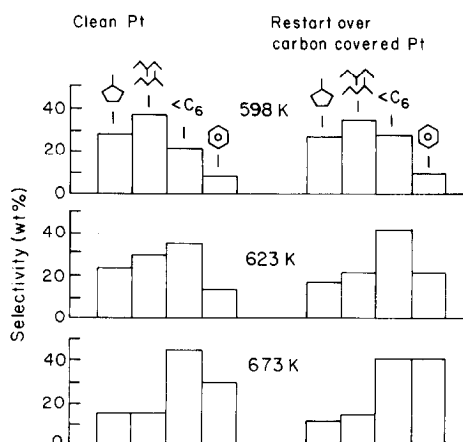 Clean Pt
Restart over
carbon covered Pt
<C6
598 K
<C6
40
20
0
623 K
40
20
0
673 K
40
20
0
Selectivity (wt%)